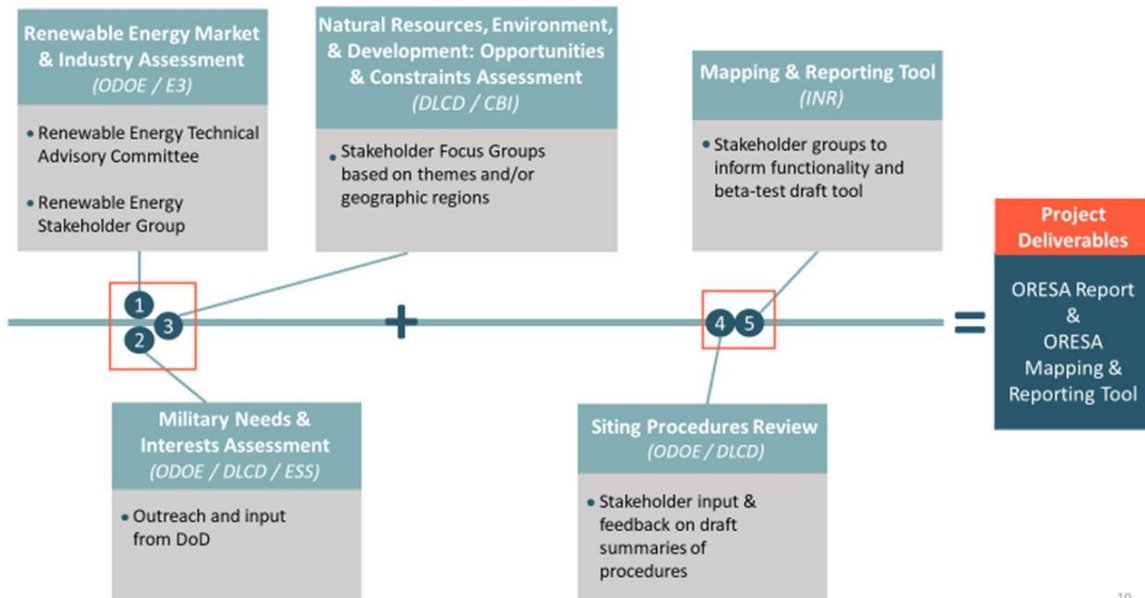 Renewable Energy Market
& Industry Assessment
(ODOE / E3)
• Renewable Energy Technical
Advisory Committee
• Renewable Energy
Stakeholder Group
Natural Resources, Environment,
& Development: Opportunities
& Constraints Assessment
(DLCD / CBI)
• Stakeholder Focus Groups
based on themes and/or
geographic regions
Mapping & Reporting Tool
(INR)
• Stakeholder groups to
inform functionality and
beta-test draft tool
1
2
3
+
4
5
=
Project
Deliverables
ORESA Report
&
ORESA
Mapping &
Reporting Tool
Military Needs &
Interests Assessment
(ODOE / DLCD / ESS)
• Outreach and input
from DoD
Siting Procedures Review
(ODOE / DLCD)
• Stakeholder input &
feedback on draft
summaries of
procedures
10